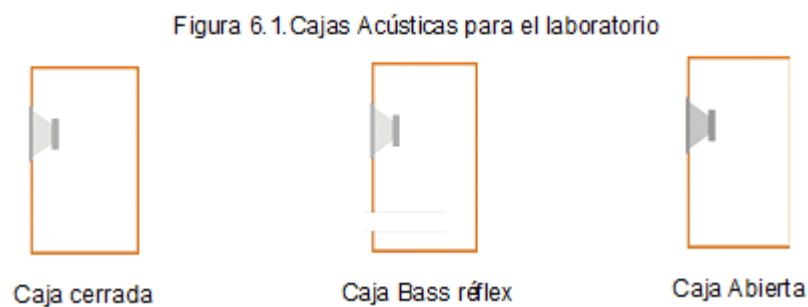 Figura 6.1.Cajas Acústicas para el laboratorio
Caja cerrada
Caja Bass réflex
Caja Abierta